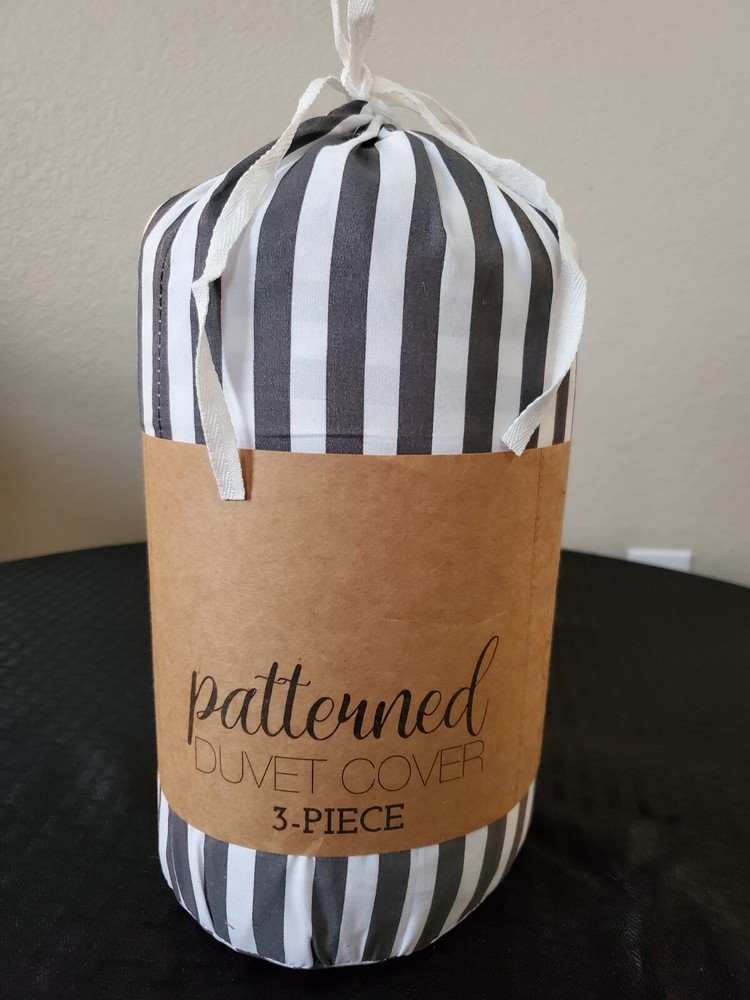 patterned
DUVET COVER
3-PIECE